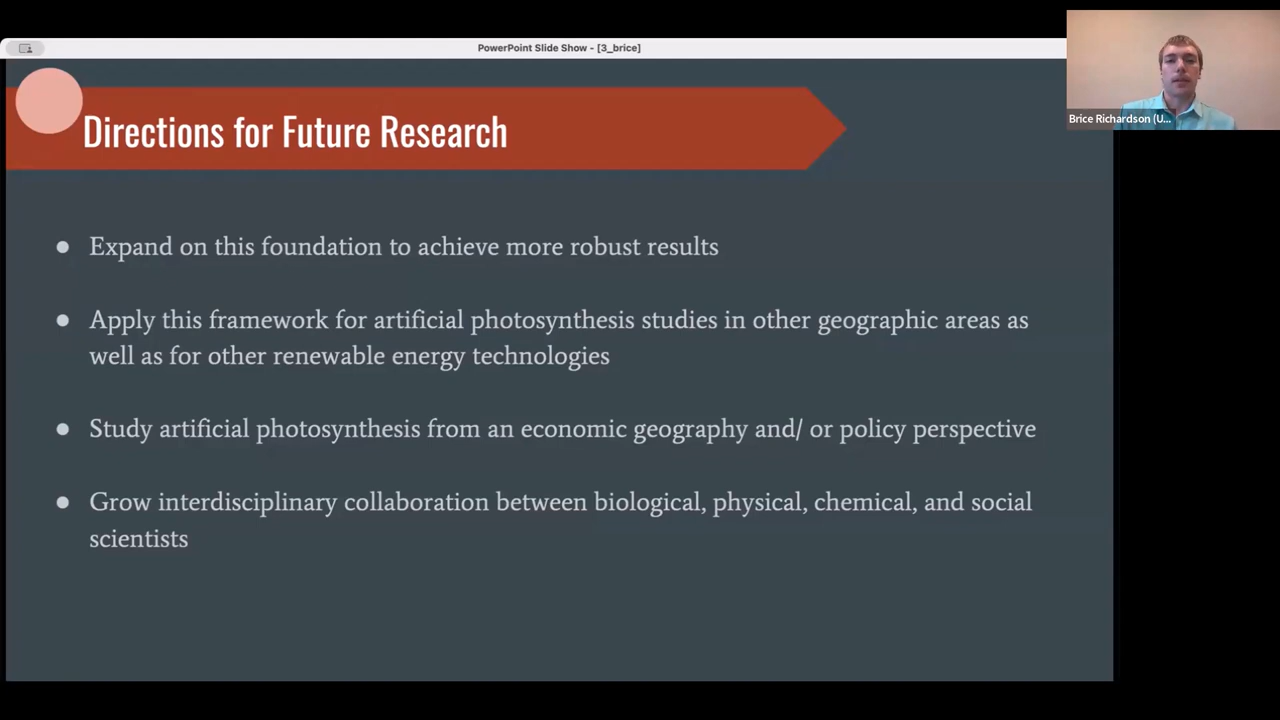 PowerPoint Slide Show - [3_brice]
Brice Richardson (U...
Directions for Future Research
● Expand on this foundation to achieve more robust results
● Apply this framework for artificial photosynthesis studies in other geographic areas as
well as for other renewable energy technologies
● Study artificial photosynthesis from an economic geography and/ or policy perspective
● Grow interdisciplinary collaboration between biological, physical, chemical, and social
scientists